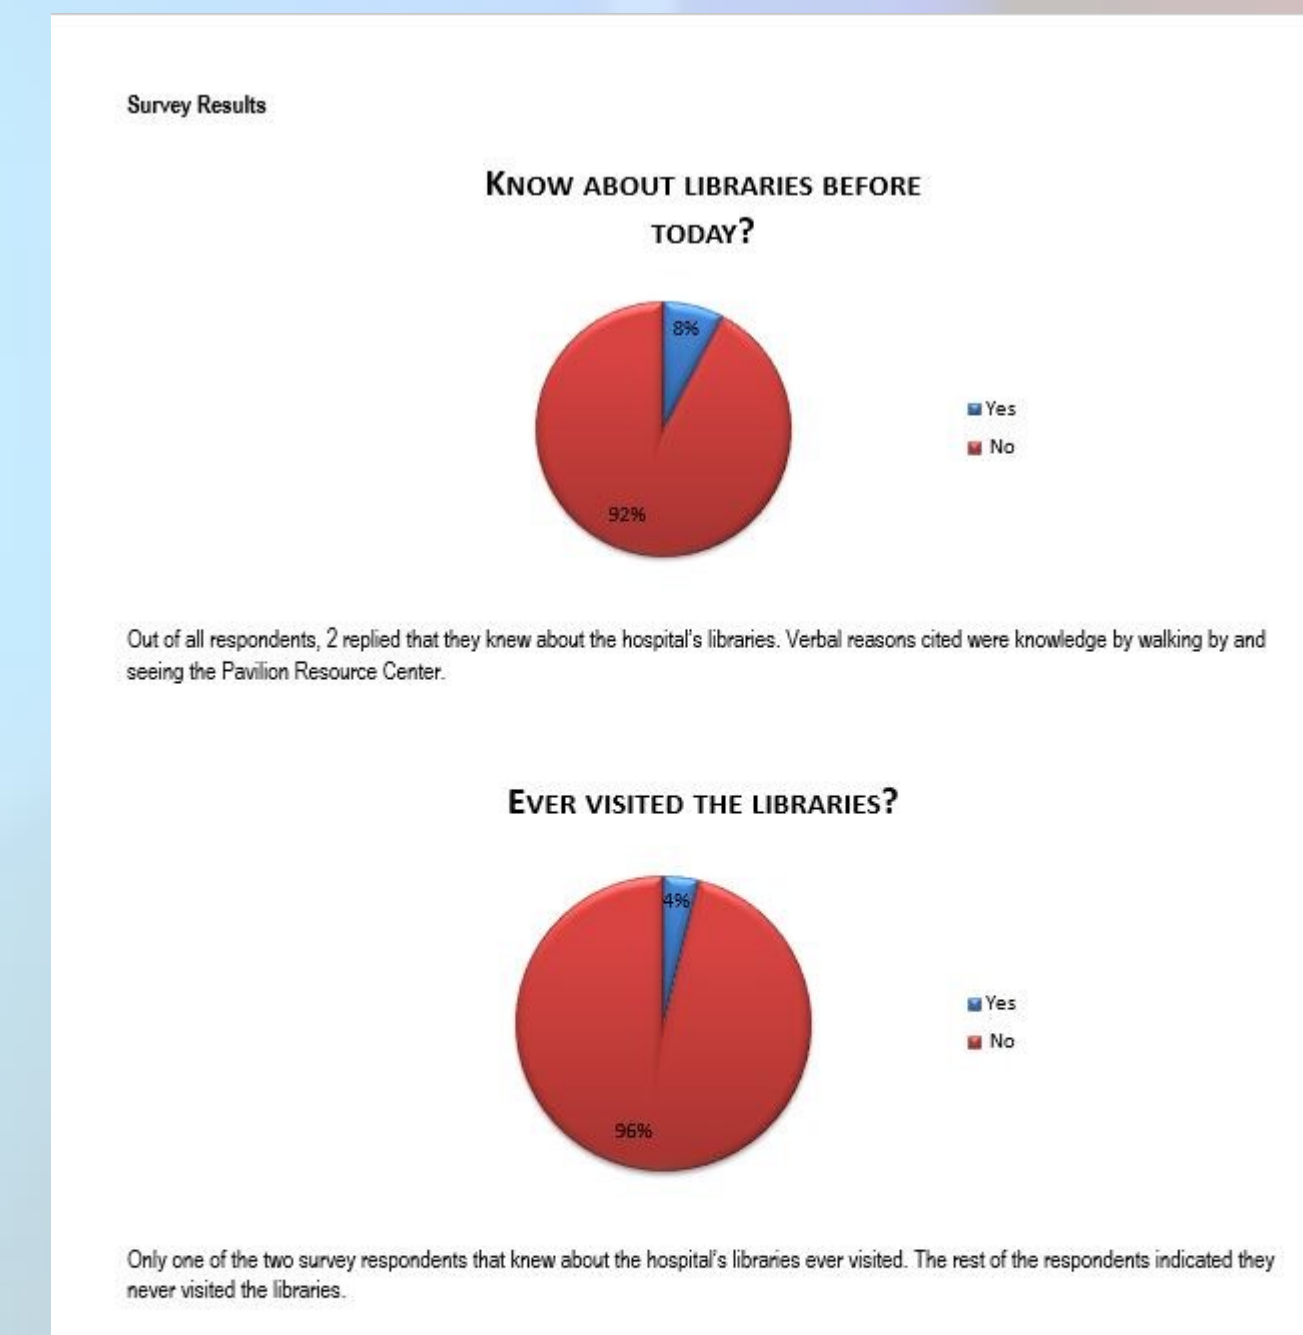 Survey Results
KNOW ABOUT LIBRARIES BEFORE
TODAY?
8%
Yes
No
92%
Out of all respondents, 2 replied that they knew about the hospital's libraries. Verbal reasons cited were knowledge by walking by and
seeing the Pavilion Resource Center.
EVER VISITED THE LIBRARIES?
4%
Yes
No
96%
Only one of the two survey respondents that knew about the hospital's libraries ever visited. The rest of the respondents indicated they
never visited the libraries.